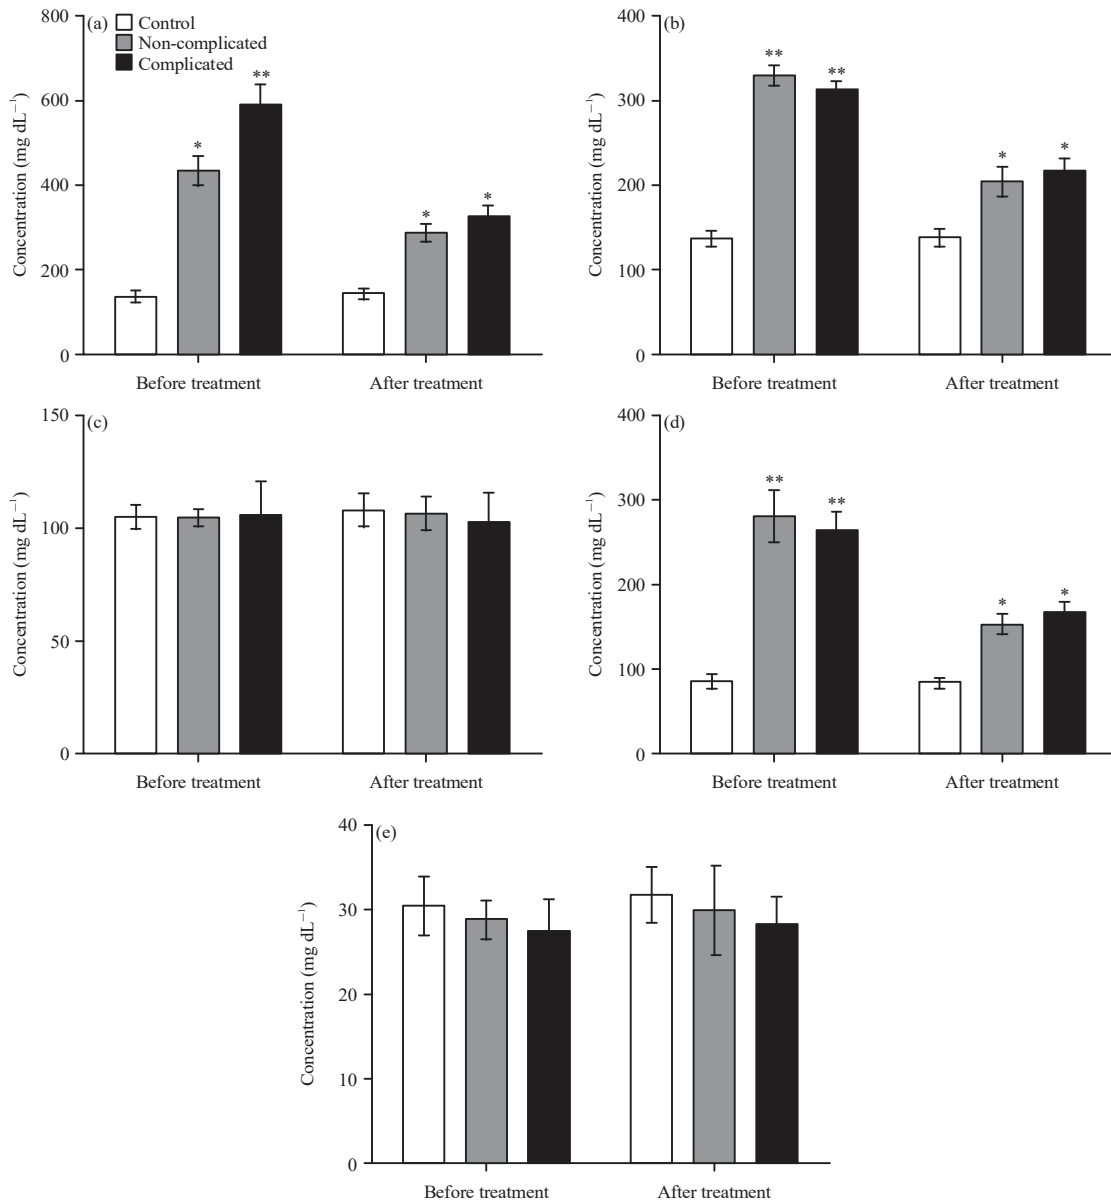 (a)
Control
Non-complicated
Complicated
Concentration (mg dL−1)
800
600
400
200
0
*
**
*
*
Before treatment
After treatment
(b)
Concentration (mg dL−1)
400
300
200
100
0
**
**
*
*
Before treatment
After treatment
(c)
Concentration (mg dL−1)
150
100
50
0
Before treatment
After treatment
(d)
Concentration (mg dL−1)
400
300
200
100
0
**
**
*
*
Before treatment
After treatment
(e)
Concentration (mg dL−1)
40
30
20
10
0
Before treatment
After treatment